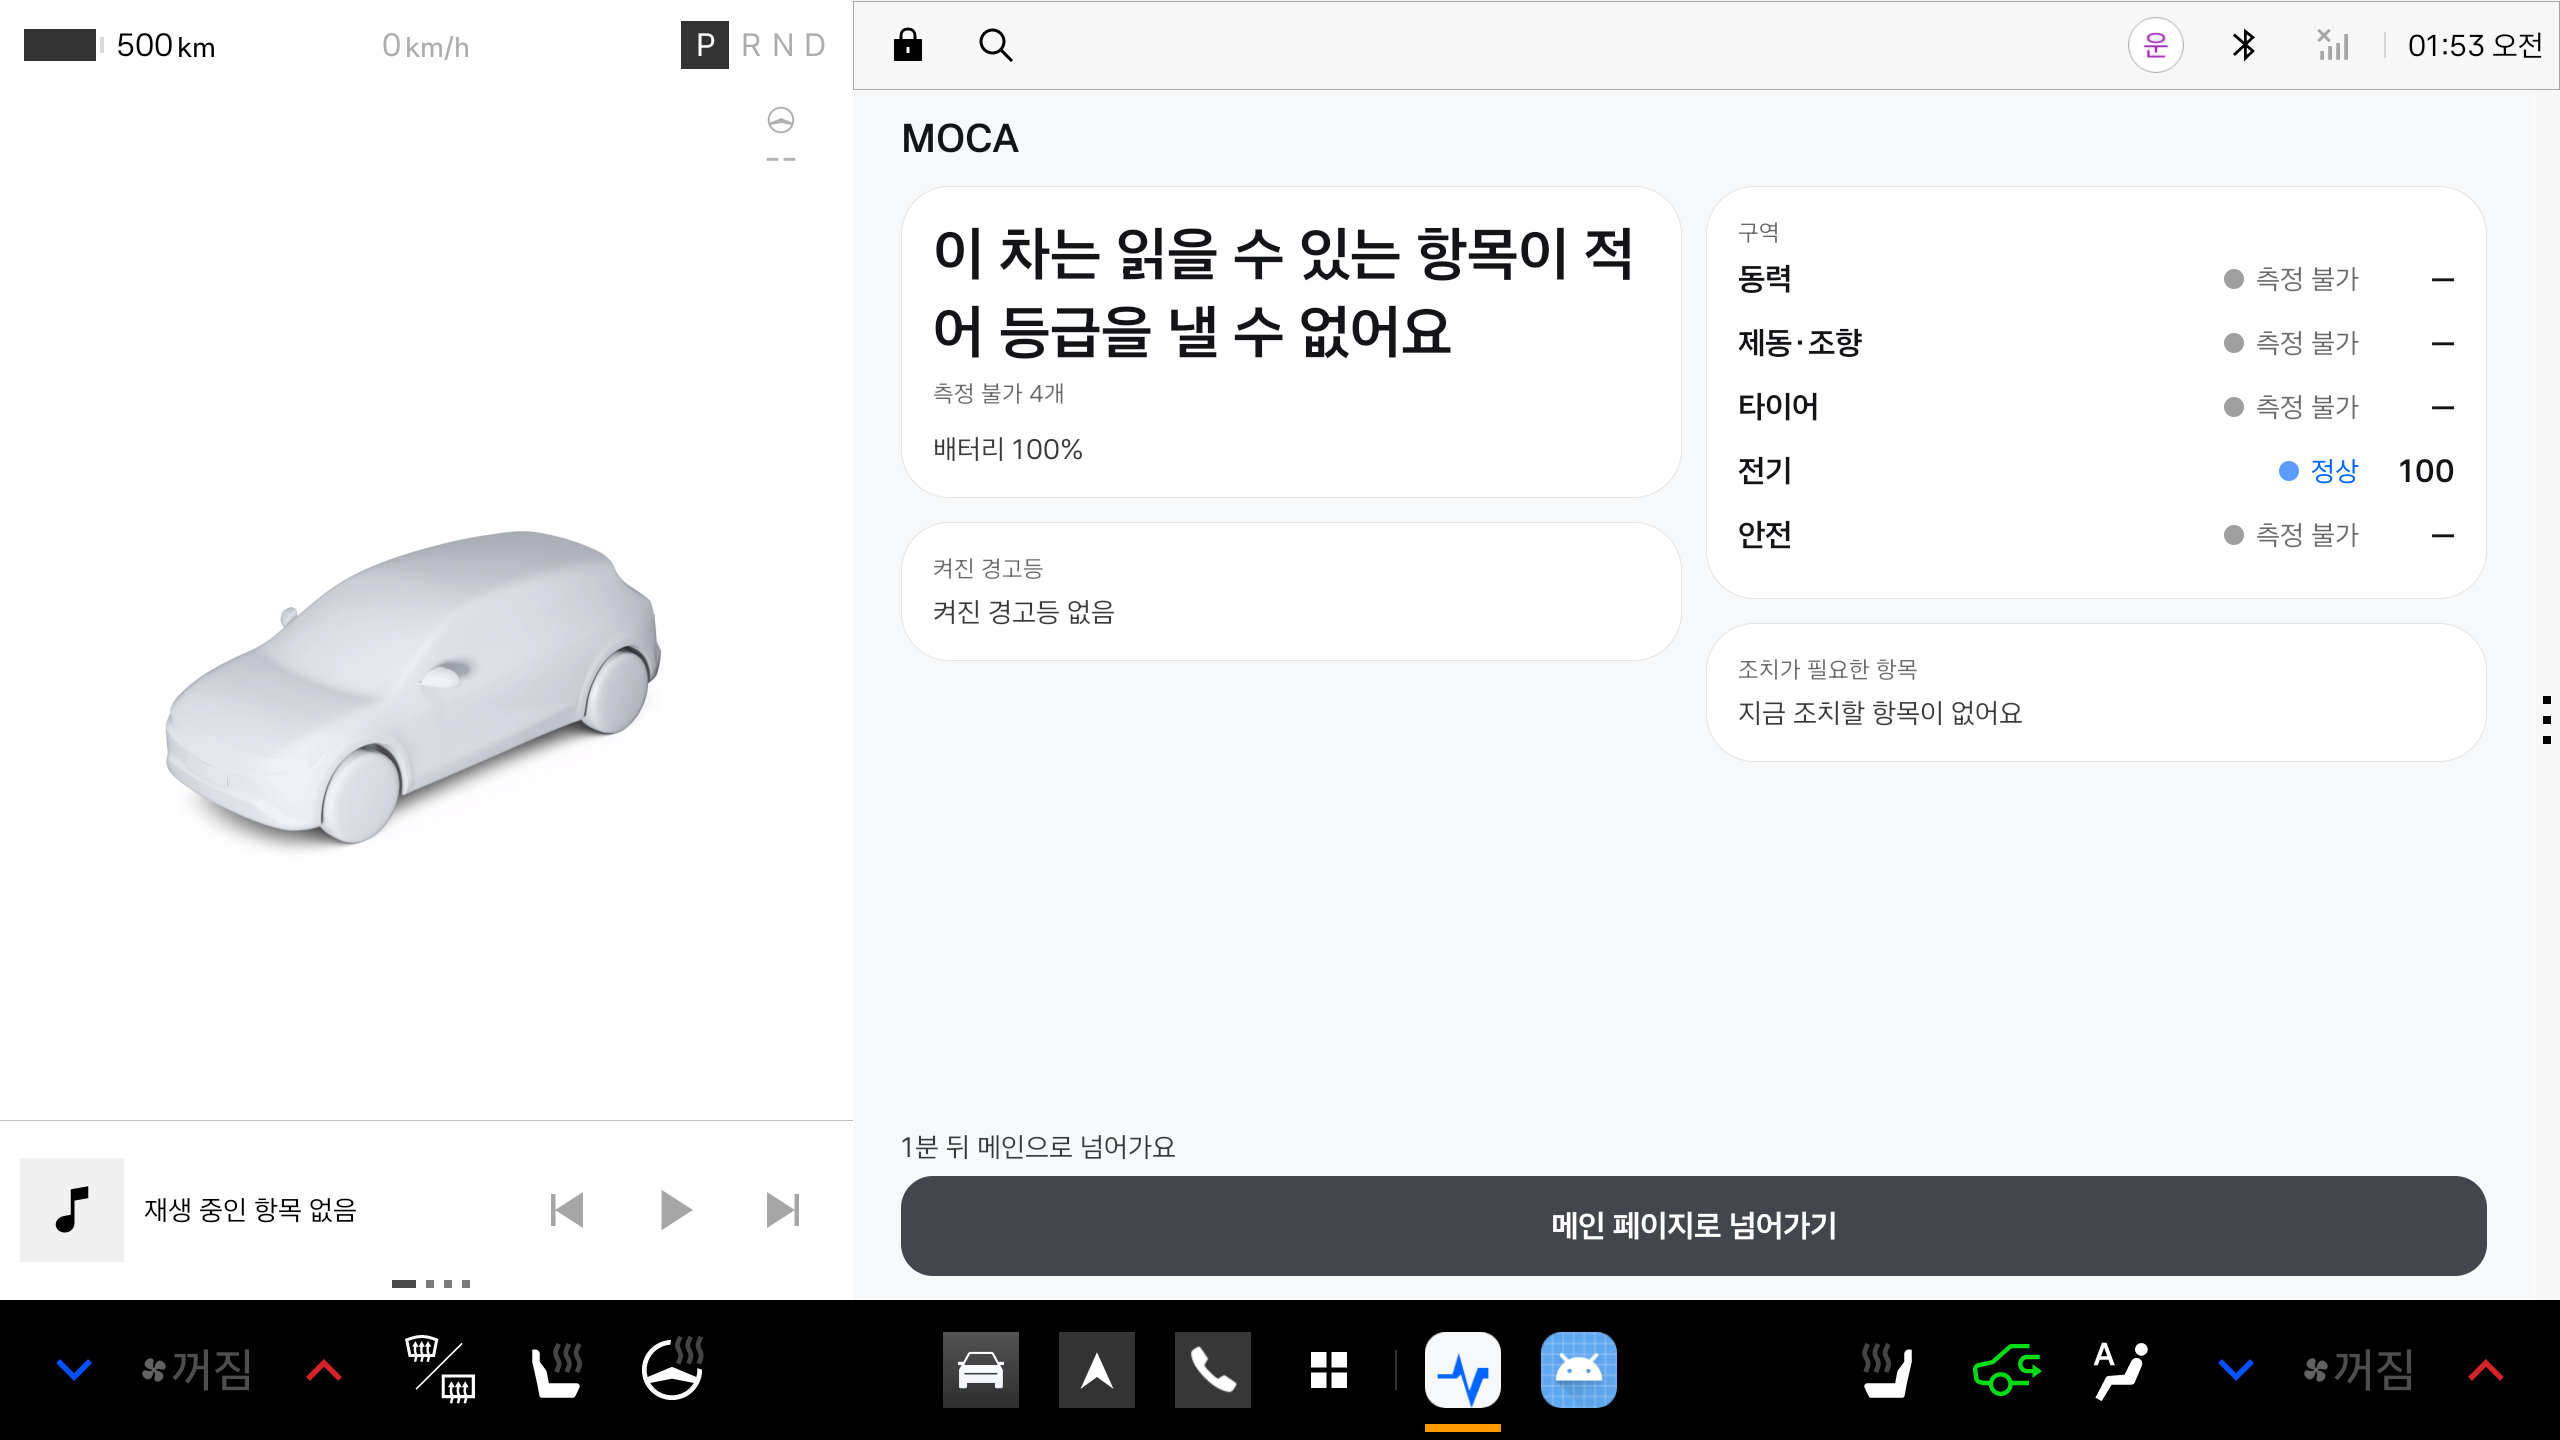 500 km
0 km/h
P R N D
운
01:53 오전
--
MOCA
이 차는 읽을 수 있는 항목이 적
어 등급을 낼 수 없어요
측정 불가 4개
배터리 100%
켜진 경고등
켜진 경고등 없음
구역
동력 측정 불가 –
제동·조향 측정 불가 –
타이어 측정 불가 –
전기 정상 100
안전 측정 불가 –
조치가 필요한 항목
지금 조치할 항목이 없어요
1분 뒤 메인으로 넘어가요
메인 페이지로 넘어가기
재생 중인 항목 없음
꺼짐
A
꺼짐